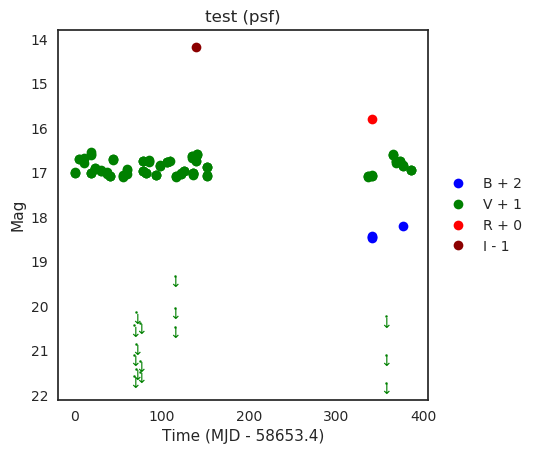 test (psf)
14
15
16
17
18
19
20
21
22
Mag
0
100
200
300
400
Time (MJD - 58653.4)
B + 2
V + 1
R + 0
I - 1